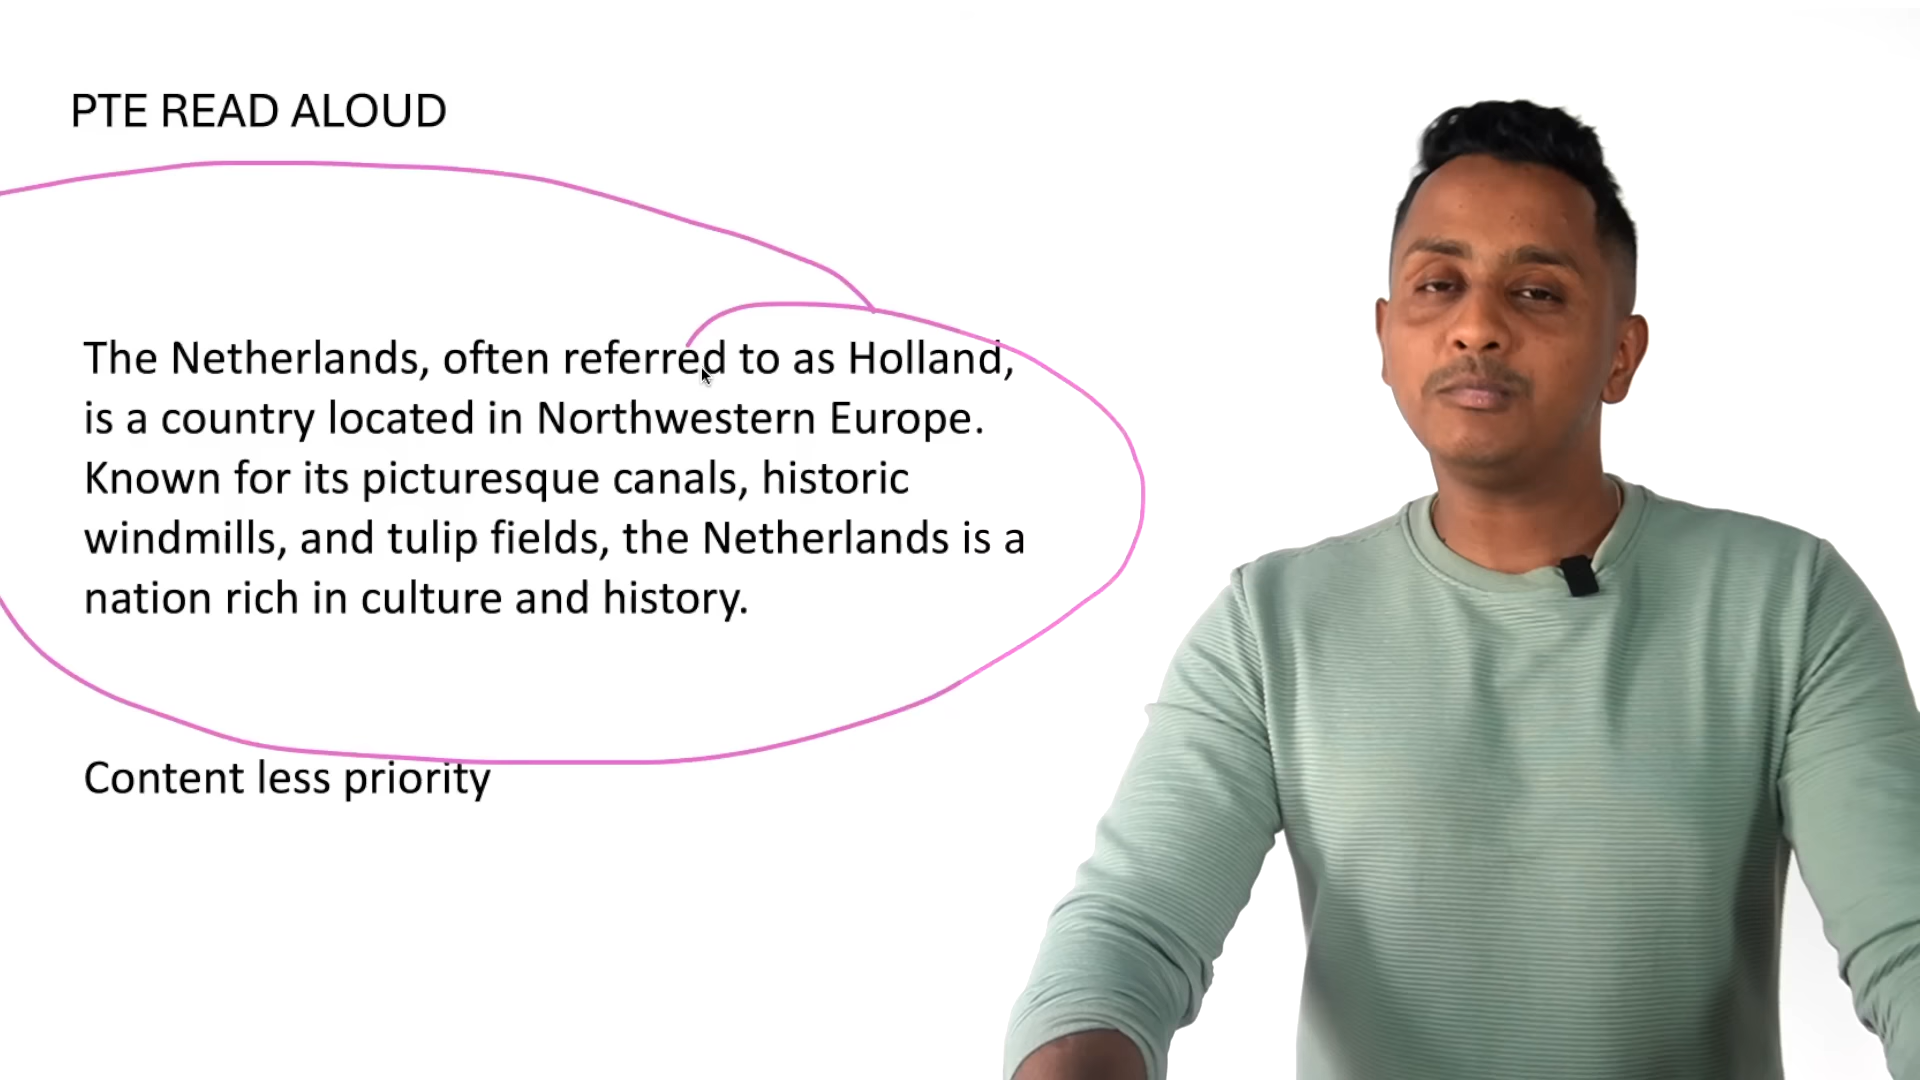 PTE READ ALOUD
The Netherlands, often referred to as Holland,
is a country located in Northwestern Europe.
Known for its picturesque canals, historic
windmills, and tulip fields, the Netherlands is a
nation rich in culture and history.
Content less priority